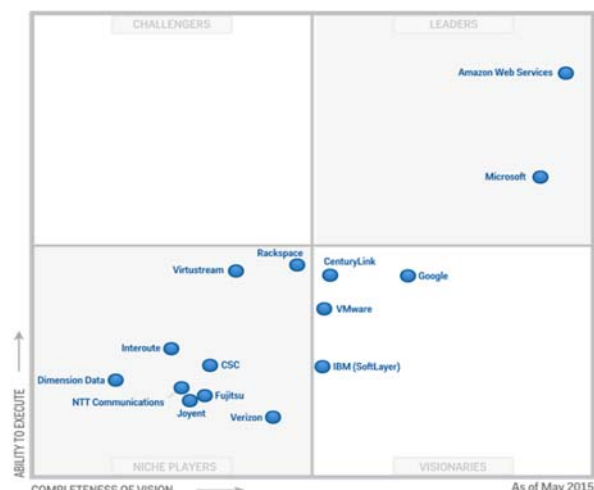 CHALLENGERS
LEADERS
Amazon Web Services
Microsoft
Rackspace
Virtustream
CenturyLink
Google
VMware
Interoute
CSC
IBM (SoftLayer)
Dimension Data
NTT Communications
Fujitsu
Joyent
Verizon
ABILITY TO EXECUTE
NICHE PLAYERS
VISIONARIES
COMPLETENESS OF VISION
As of May 2015